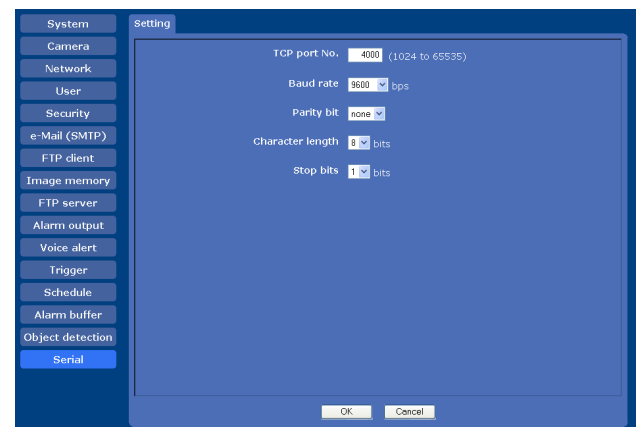 System
Camera
Network
User
Security
e-Mail (SMTP)
FTP client
Image memory
FTP server
Alarm output
Voice alert
Trigger
Schedule
Alarm buffer
Object detection
Serial
Setting
TCP port No. 4000 (1024 to 65535)
Baud rate 9600 bps
Parity bit none
Character length 8 bits
Stop bits 1 bits
OK Cancel